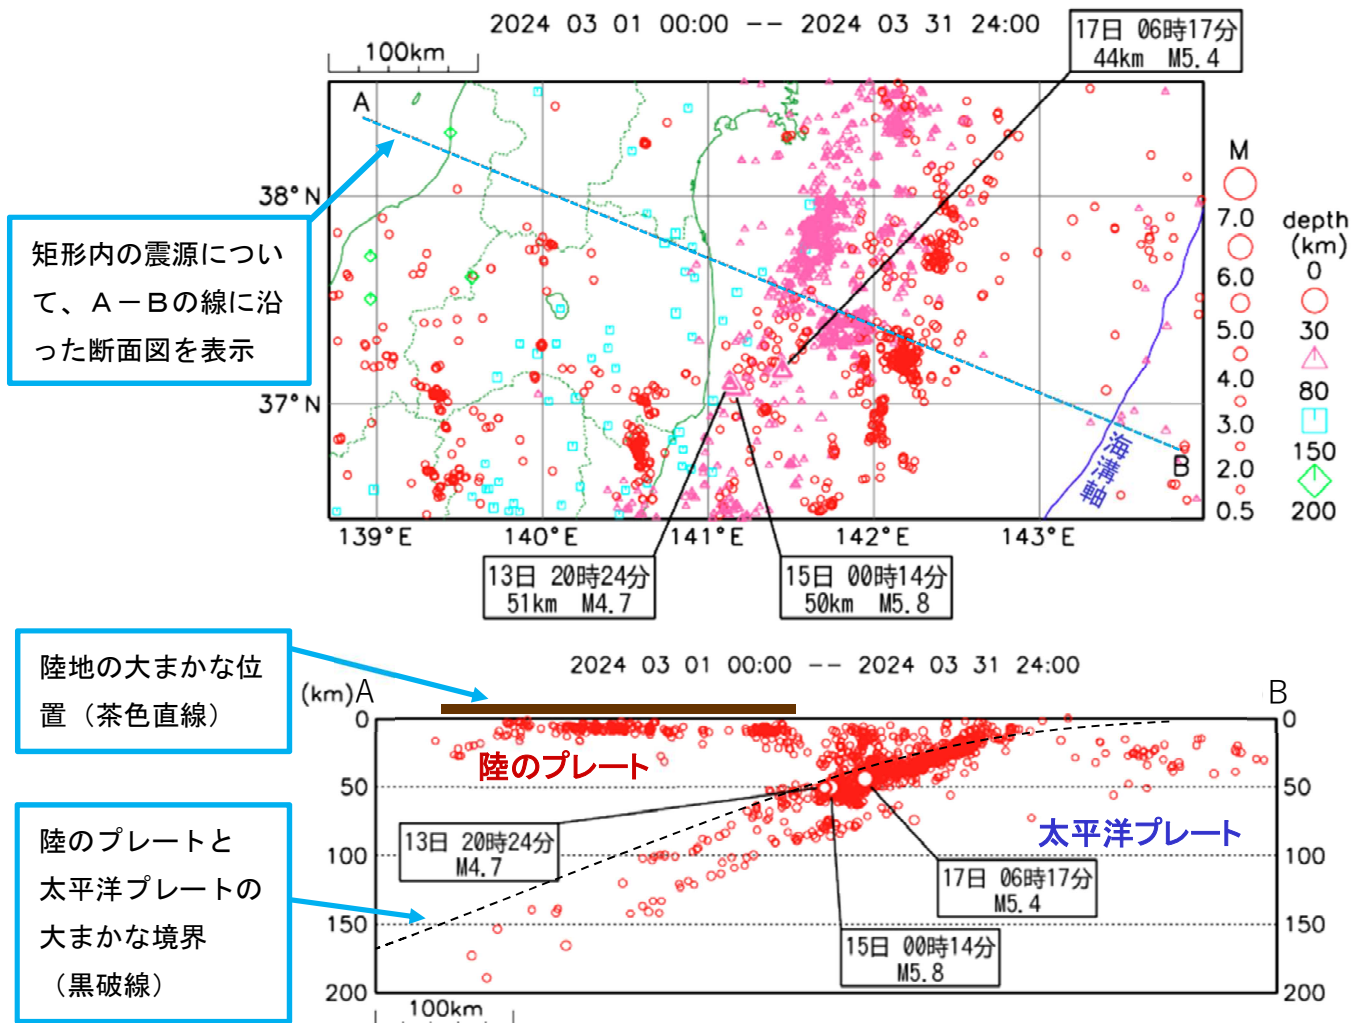 2024 03 01 00:00 -- 2024 03 31 24:00
100km
17日 06時17分
44km M5.4
A
38°N
37°N
139°E
140°E
141°E
142°E
143°E
B
海溝軸
M
7.0
6.0
5.0
4.0
3.0
2.0
0.5
depth
(km)
0
30
80
150
200
矩形内の震源につい
て、A－Bの線に沿
った断面図を表示
13日 20時24分
51km M4.7
15日 00時14分
50km M5.8
陸地の大まかな位
置（茶色直線）
2024 03 01 00:00 -- 2024 03 31 24:00
(km)
A
B
0
50
100
150
200
0
50
100
150
200
陸のプレート
太平洋プレート
13日 20時24分
M4.7
17日 06時17分
M5.4
15日 00時14分
M5.8
陸のプレートと
太平洋プレートの
大まかな境界
（黒破線）
100km